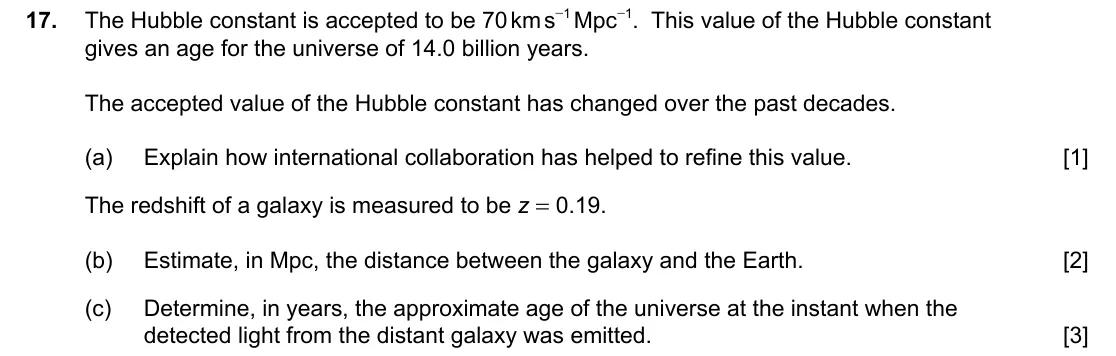 17. The Hubble constant is accepted to be 70 km s⁻¹ Mpc⁻¹. This value of the Hubble constant
gives an age for the universe of 14.0 billion years.
The accepted value of the Hubble constant has changed over the past decades.
(a) Explain how international collaboration has helped to refine this value. [1]
The redshift of a galaxy is measured to be z = 0.19.
(b) Estimate, in Mpc, the distance between the galaxy and the Earth. [2]
(c) Determine, in years, the approximate age of the universe at the instant when the
detected light from the distant galaxy was emitted. [3]